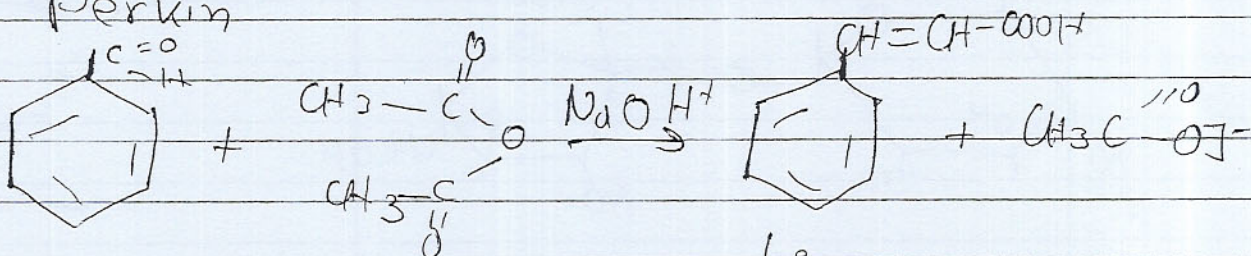 Perkin
C=O
-H
+ CH3-C=O
O
CH3-C=O
NaOH+ →
CH=CH-COOH
+ CH3C=O
O]-